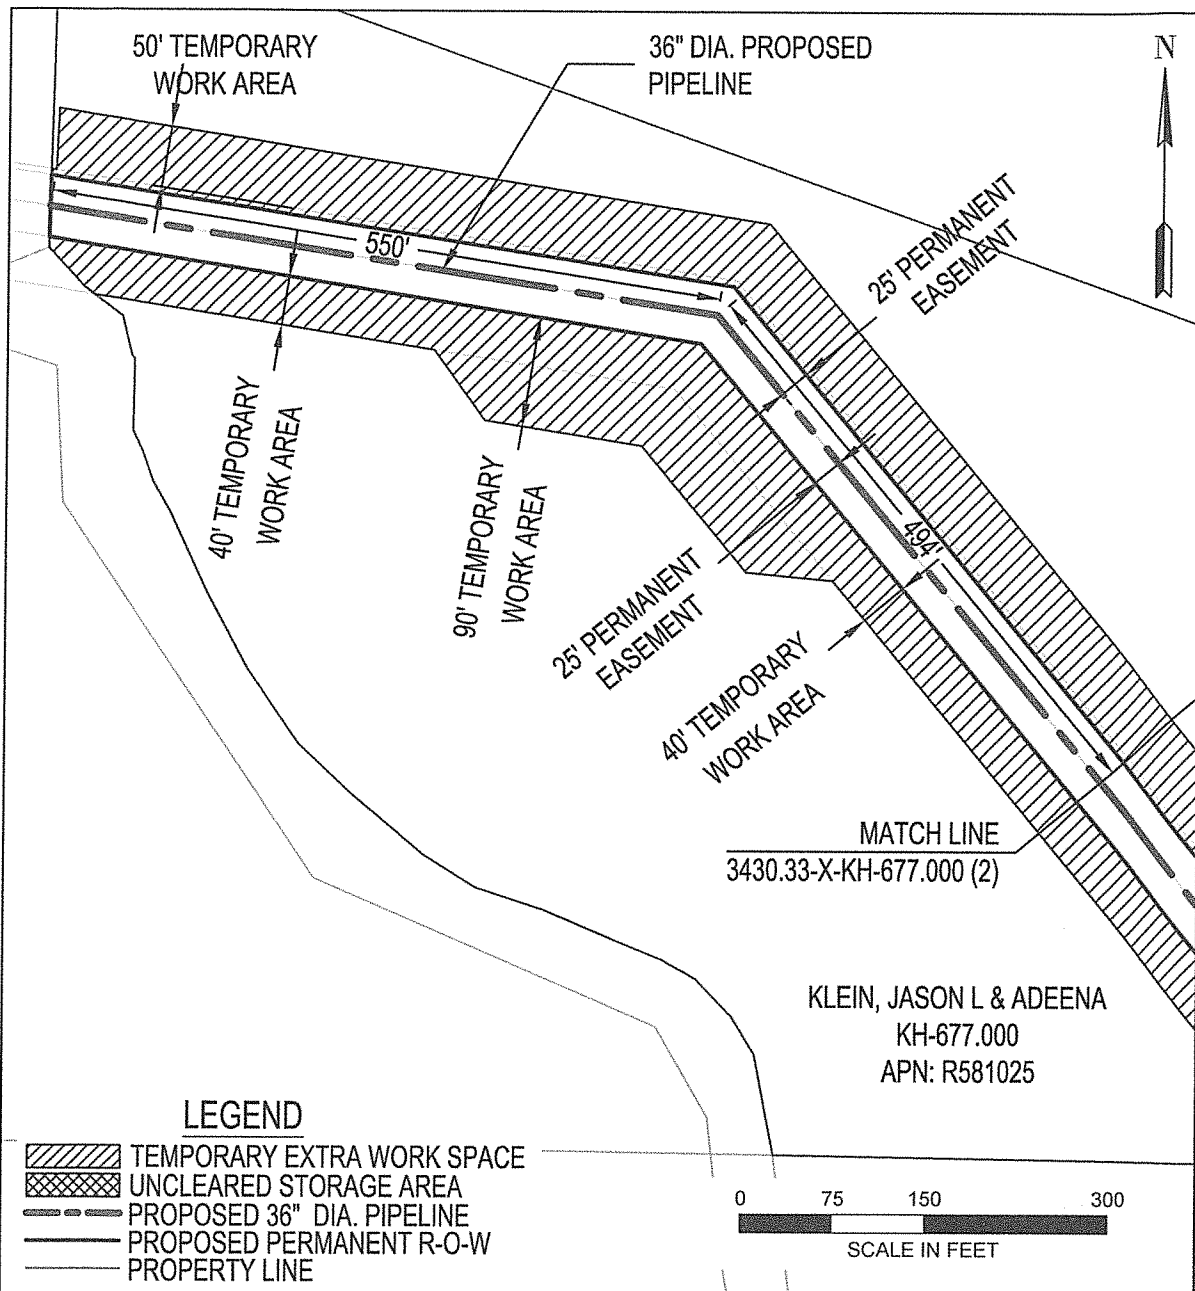 50' TEMPORARY
WORK AREA
36" DIA. PROPOSED
PIPELINE
N
25' PERMANENT
EASEMENT
550'
40' TEMPORARY
WORK AREA
90' TEMPORARY
WORK AREA
494'
25' PERMANENT
EASEMENT
40' TEMPORARY
WORK AREA
MATCH LINE
3430.33-X-KH-677.000 (2)
KLEIN, JASON L & ADEENA
KH-677.000
APN: R581025
LEGEND
TEMPORARY EXTRA WORK SPACE
UNCLEARED STORAGE AREA
PROPOSED 36" DIA. PIPELINE
PROPOSED PERMANENT R-O-W
PROPERTY LINE
0 75 150 300
SCALE IN FEET